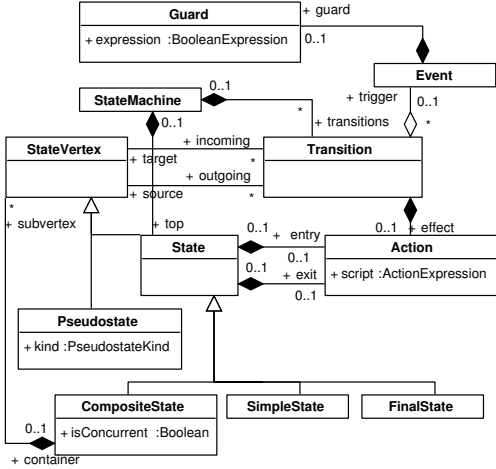 Guard
+ guard
+ expression :BooleanExpression
0..1
Event
StateMachine
0..1
+ trigger
0..1
0..1
*
+ transitions
*
StateVertex
+ incoming
Transition
+ target
*
+ outgoing
+ source
*
*
+ subvertex
+ top
0..1
+ effect
State
0..1
+ entry
Action
0..1
0..1
+ exit
+ script :ActionExpression
0..1
Pseudostate
+ kind :PseudostateKind
CompositeState
SimpleState
FinalState
0..1
+ isConcurrent :Boolean
+ container